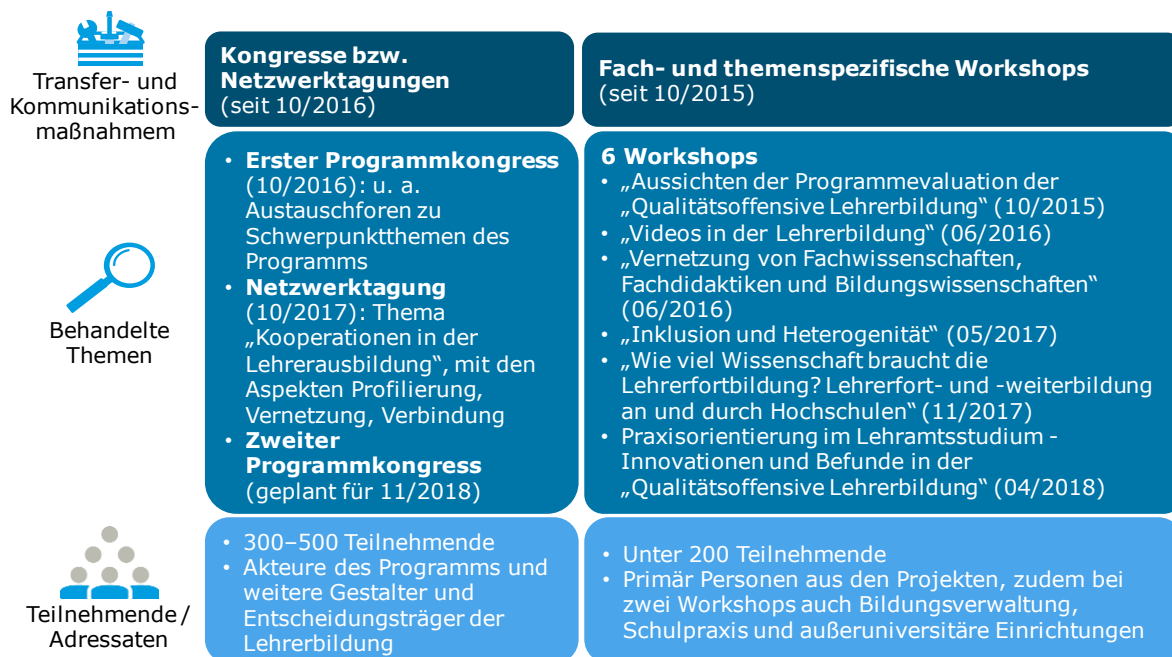 Transfer- und
Kommunikations-
maßnahmem
Kongresse bzw.
Netzwerktagungen
(seit 10/2016)
Fach- und themenspezifische Workshops
(seit 10/2015)
Behandelte
Themen
• Erster Programmkongress
(10/2016): u. a.
Austauschforen zu
Schwerpunktthemen des
Programms
• Netzwerktagung
(10/2017): Thema
„Kooperationen in der
Lehrerausbildung“, mit den
Aspekten Profilierung,
Vernetzung, Verbindung
• Zweiter
Programmkongress
(geplant für 11/2018)
6 Workshops
• „Aussichten der Programmevaluation der
„Qualitätsoffensive Lehrerbildung“ (10/2015)
• „Videos in der Lehrerbildung“ (06/2016)
• „Vernetzung von Fachwissenschaften,
Fachdidaktiken und Bildungswissenschaften“
(06/2016)
• „Inklusion und Heterogenität“ (05/2017)
• „Wie viel Wissenschaft braucht die
Lehrerfortbildung? Lehrerfort- und -weiterbildung
an und durch Hochschulen“ (11/2017)
• Praxisorientierung im Lehramtsstudium -
Innovationen und Befunde in der
„Qualitätsoffensive Lehrerbildung“ (04/2018)
Teilnehmende/
Adressaten
• 300–500 Teilnehmende
• Akteure des Programms und
weitere Gestalter und
Entscheidungsträger der
Lehrerbildung
• Unter 200 Teilnehmende
• Primär Personen aus den Projekten, zudem bei
zwei Workshops auch Bildungsverwaltung,
Schulpraxis und außeruniversitäre Einrichtungen